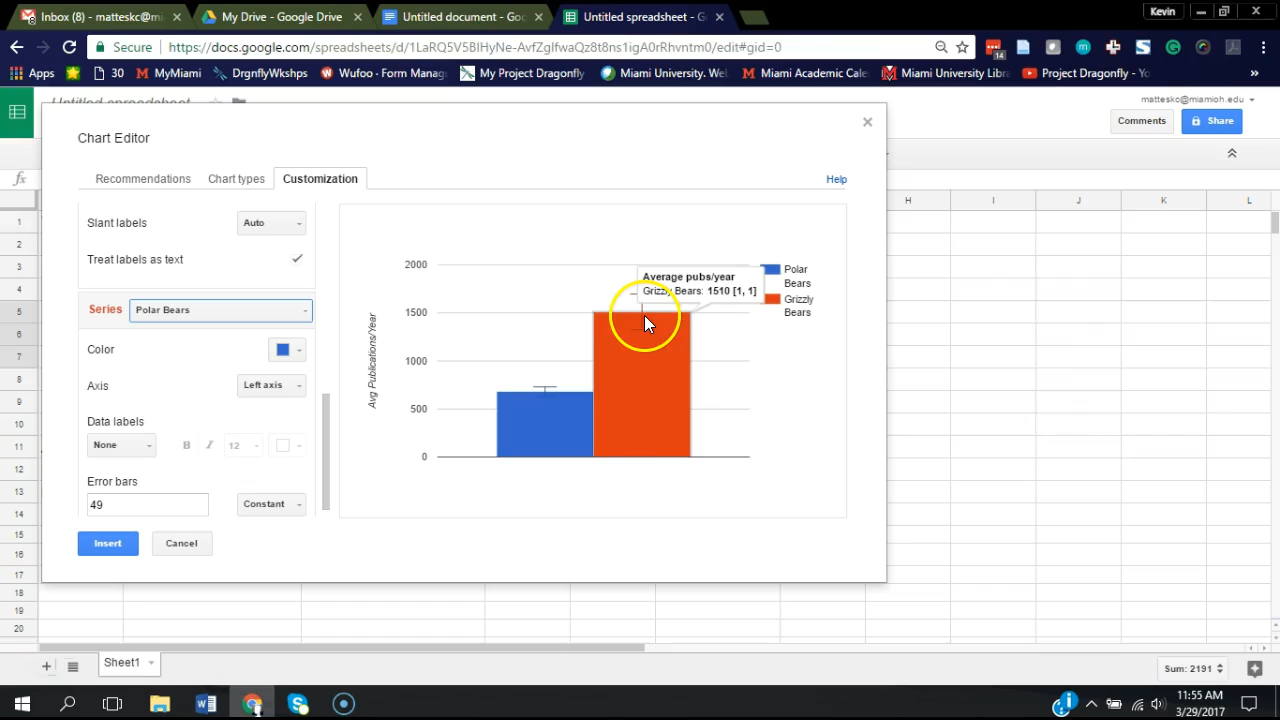 Inbox (8) - matteskc@mi
My Drive - Google Drive
Untitled document - Goo
Untitled spreadsheet - G
Kevin
Secure
https://docs.google.com/spreadsheets/d/1LaRQ5V5BIHyNe-AvfZglfwaQz8t8ns1igA0rRhvntm0/edit#gid=0
14
Apps
30
MyMiami
DrgnflyWkshps
Wufoo - Form Manag
My Project Dragonfly
Miami University. Web
Miami Academic Cale
Miami University Libr
Project Dragonfly - Yo
»
Untitled spreadsheet
matteskc@miamioh.edu
Comments
Share
Chart Editor
Recommendations
Chart types
Customization
Help
fx
H
I
J
K
L
1
2
3
4
5
6
7
8
9
10
11
12
13
14
15
16
17
18
19
20
Slant labels
Auto
Treat labels as text
Series
Polar Bears
Color
Axis
Left axis
Data labels
None
B
I
12
Error bars
49
Constant
Insert
Cancel
2000
1500
1000
500
0
Avg Publications/Year
Average pubs/year
Grizzly Bears: 1510 [1, 1]
Polar
Bears
Grizzly
Bears
Sheet1
Sum: 2191
11:55 AM
3/29/2017